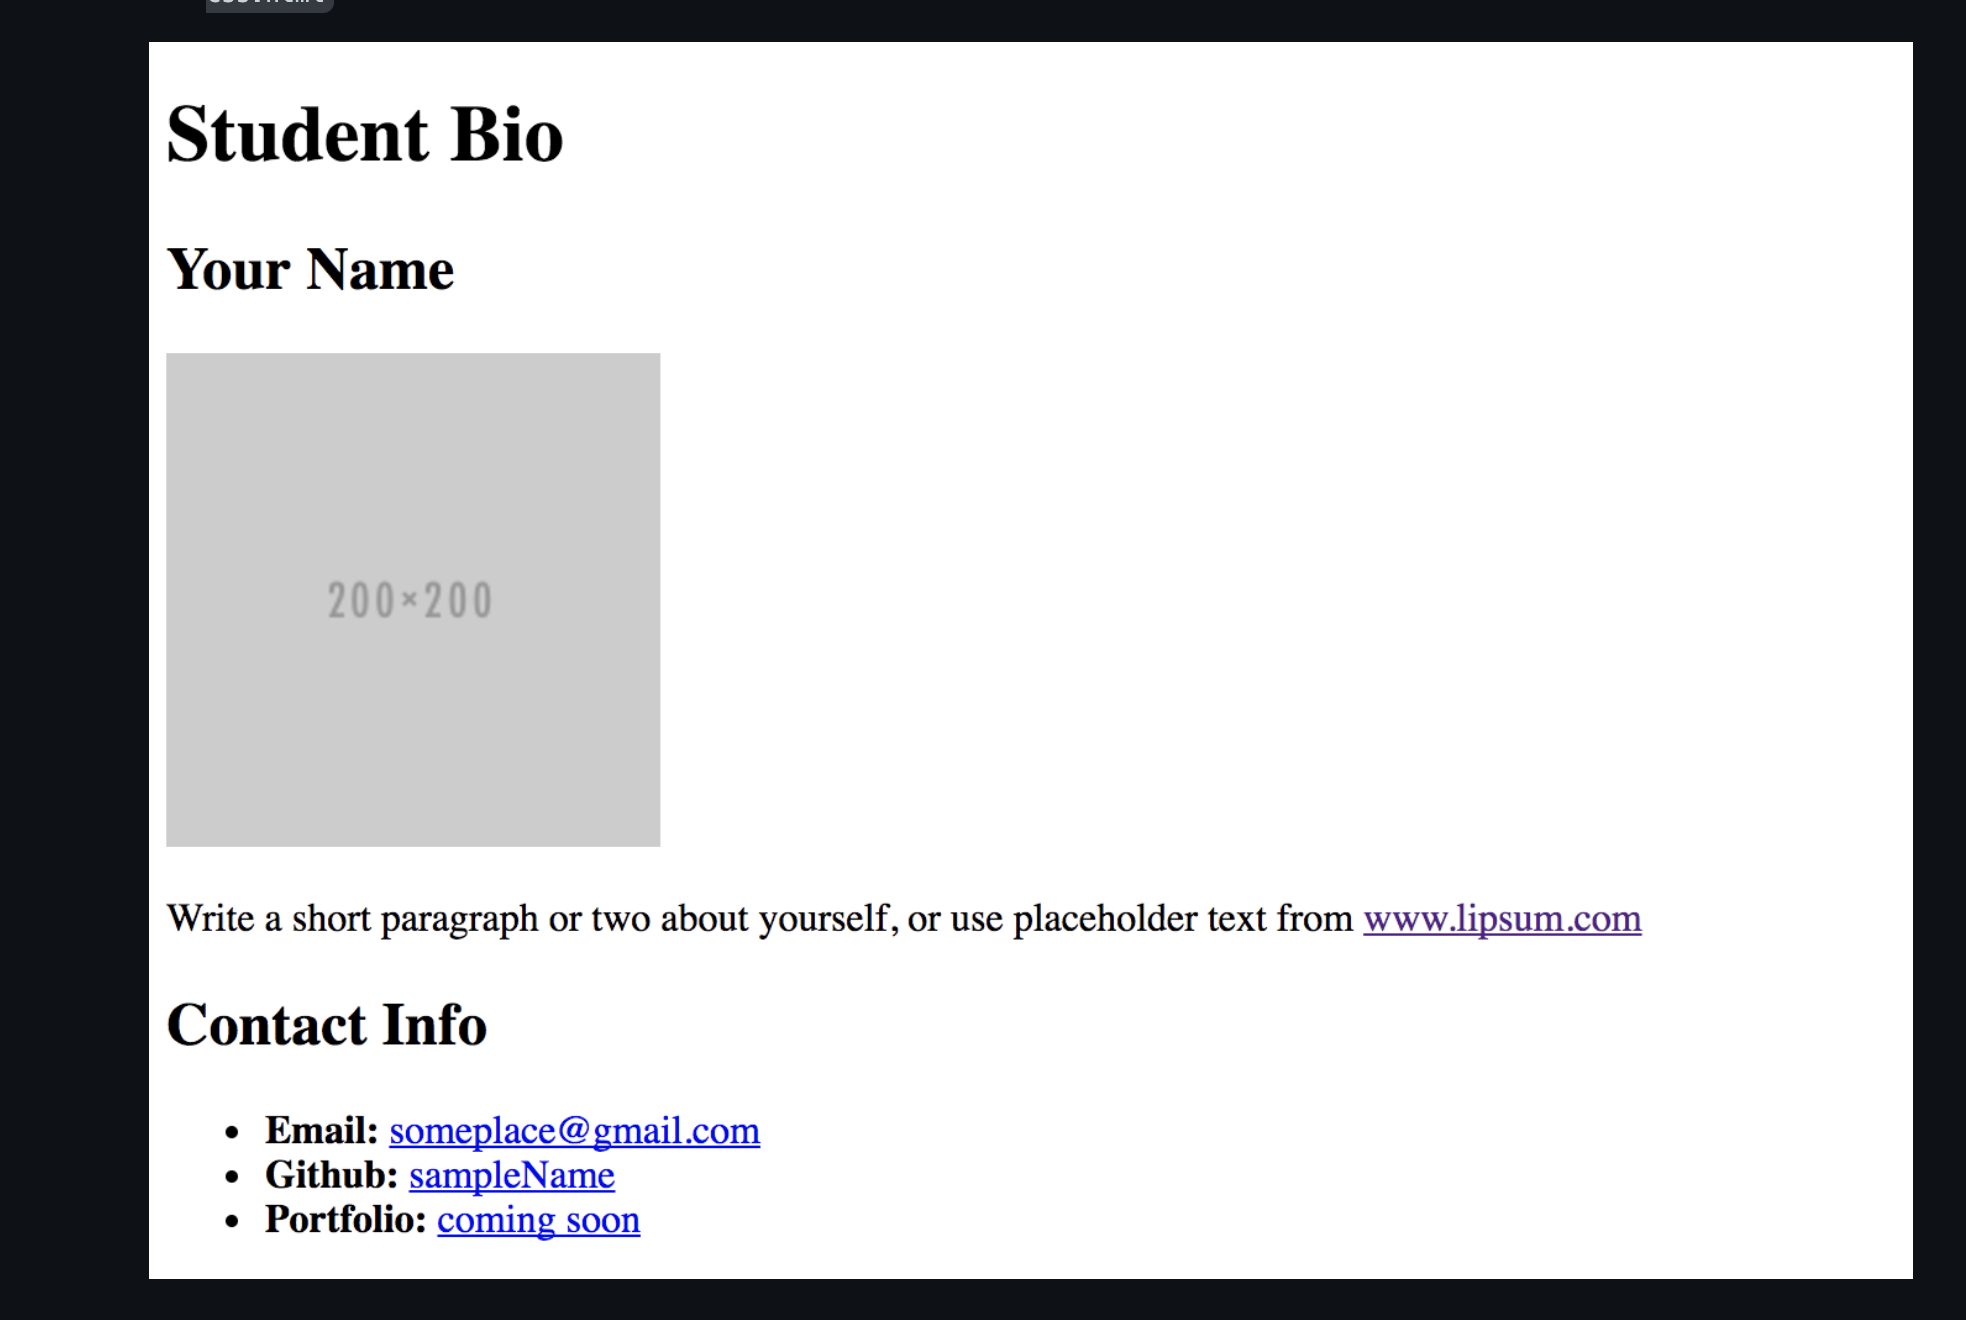 Student Bio
Your Name
200×200
Write a short paragraph or two about yourself, or use placeholder text from www.lipsum.com
Contact Info
Email: someplace@gmail.com
Github: sampleName
Portfolio: coming soon